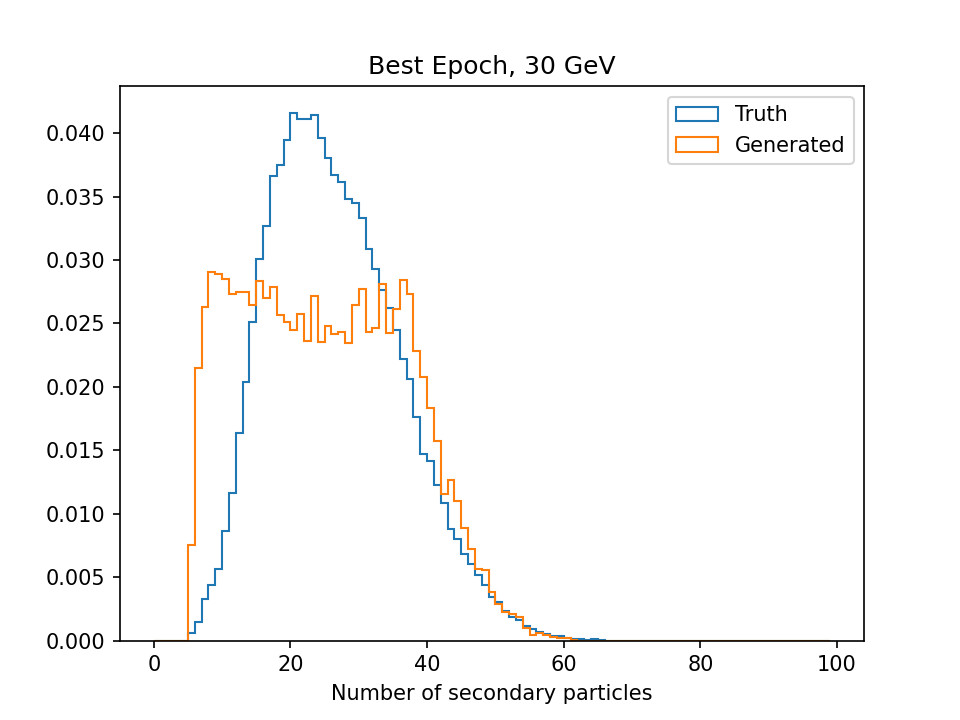 Best Epoch, 30 GeV
Truth
Generated
0.040
0.035
0.030
0.025
0.020
0.015
0.010
0.005
0.000
0 20 40 60 80 100
Number of secondary particles